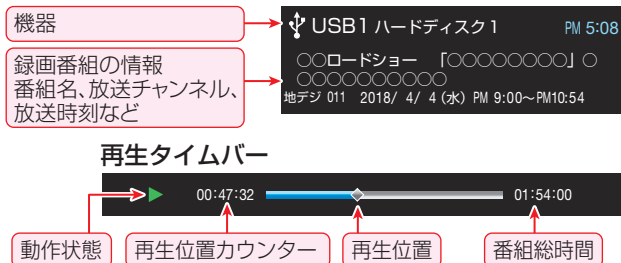 機器
USB1 ハードディスク1 PM 5:08
録画番組の情報
番組名、放送チャンネル、
放送時刻など
○○ロードショー 「○○○○○○○○」○
○○○○○○○○○○
地デジ 011 2018/ 4/ 4 (水) PM 9:00～PM10:54
再生タイムバー
00:47:32 01:54:00
動作状態 再生位置カウンター 再生位置 番組総時間